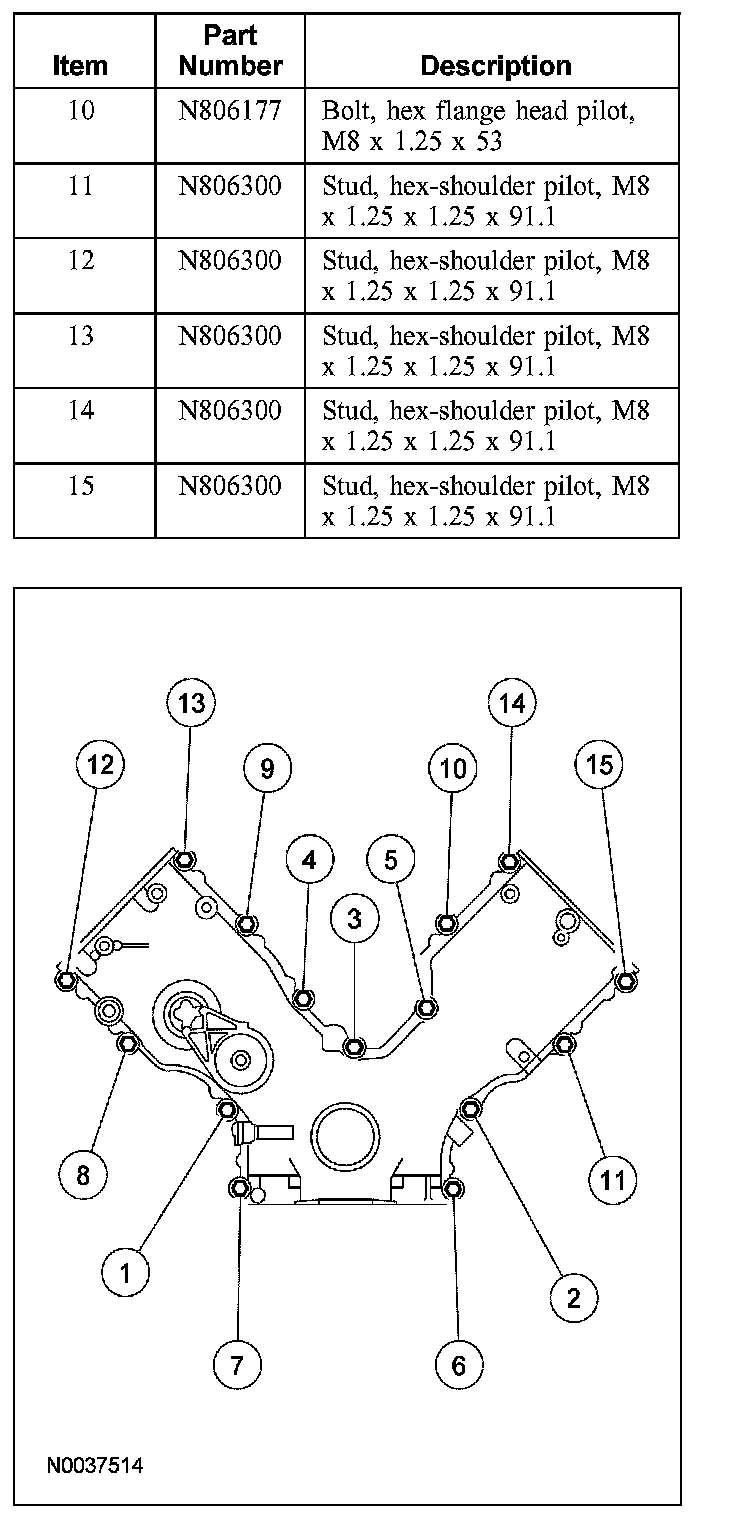 Item Part Number Description
10 N806177 Bolt, hex flange head pilot, M8 x 1.25 x 53
11 N806300 Stud, hex-shoulder pilot, M8 x 1.25 x 1.25 x 91.1
12 N806300 Stud, hex-shoulder pilot, M8 x 1.25 x 1.25 x 91.1
13 N806300 Stud, hex-shoulder pilot, M8 x 1.25 x 1.25 x 91.1
14 N806300 Stud, hex-shoulder pilot, M8 x 1.25 x 1.25 x 91.1
15 N806300 Stud, hex-shoulder pilot, M8 x 1.25 x 1.25 x 91.1
13 14
12 9 10 15
4 5
3
8 11
1 2
7 6
N0037514